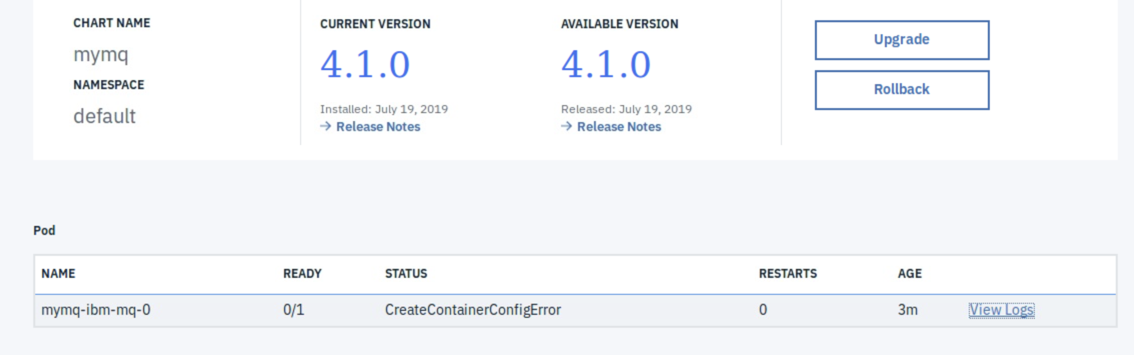 CHART NAME
mymq
NAMESPACE
default
CURRENT VERSION
4.1.0
Installed: July 19, 2019
→ Release Notes
AVAILABLE VERSION
4.1.0
Released: July 19, 2019
→ Release Notes
Upgrade
Rollback
Pod
NAME READY STATUS RESTARTS AGE
mymq-ibm-mq-0 0/1 CreateContainerConfigError 0 3m View Logs